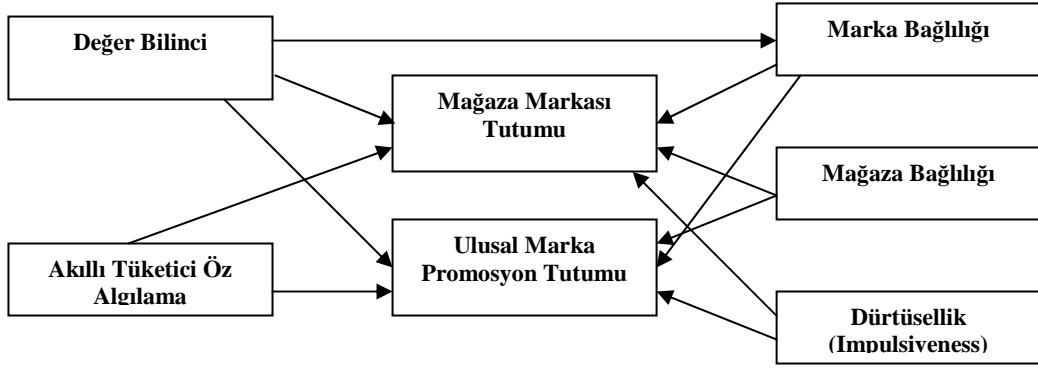 Değer Bilinci
Marka Bağlılığı
Mağaza Markası
Tutumu
Mağaza Bağlılığı
Akıllı Tüketici Öz
Algılama
Ulusal Marka
Promosyon Tutumu
Dürtüsellik
(Impulsiveness)